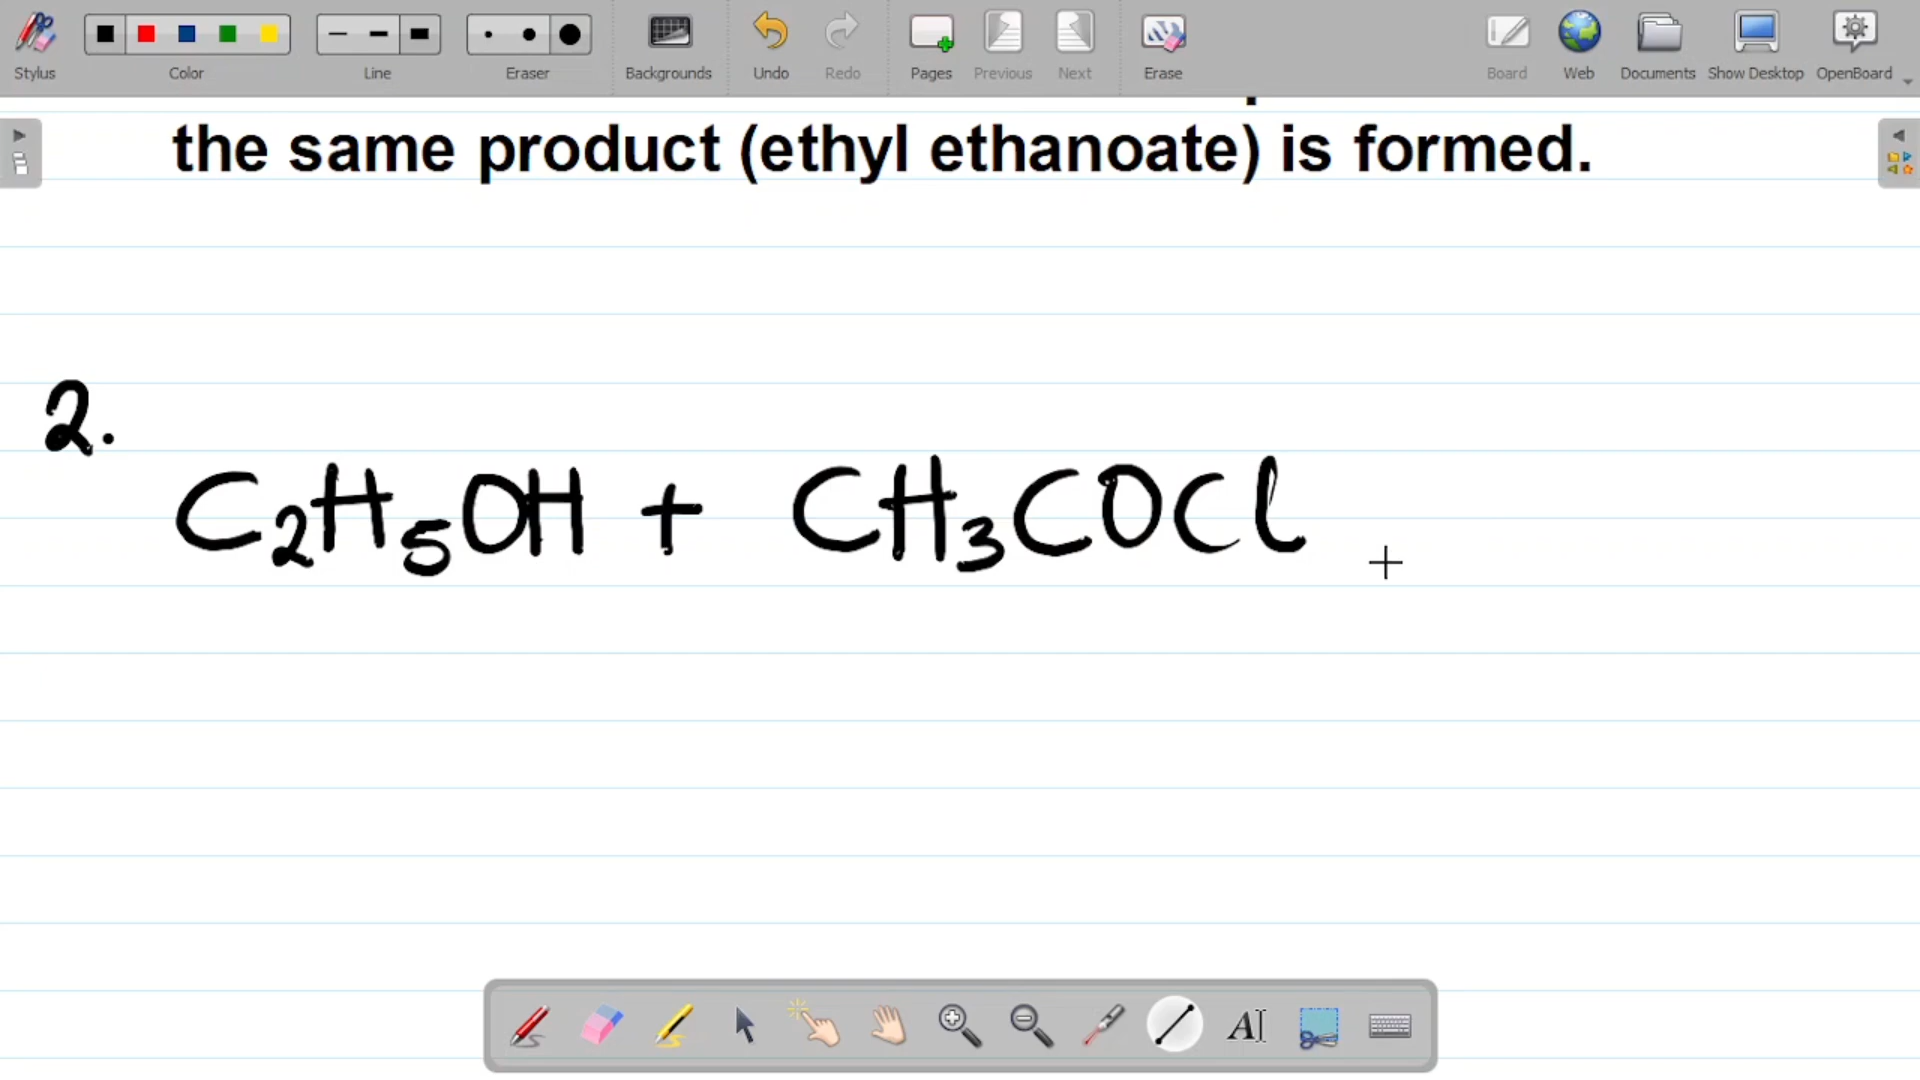 Stylus Color Line Eraser Backgrounds Undo Redo Pages Previous Next Erase Board Web Documents Show Desktop OpenBoard
the same product (ethyl ethanoate) is formed.
2.
C₂H₅OH + CH₃COCl
AI